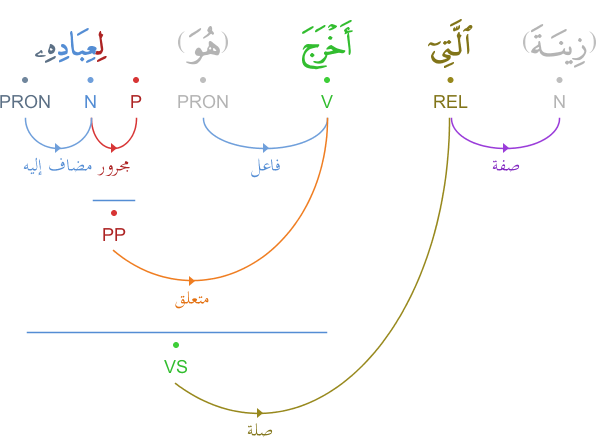 (زِينَةَ) ٱلَّتِىٓ أَخْرَجَ (هُوَ) لِعِبَادِهِۦ
N REL V PRON P N PRON
صفة فاعل مجرور مضاف إليه
PP
متعلق
VS
صلة